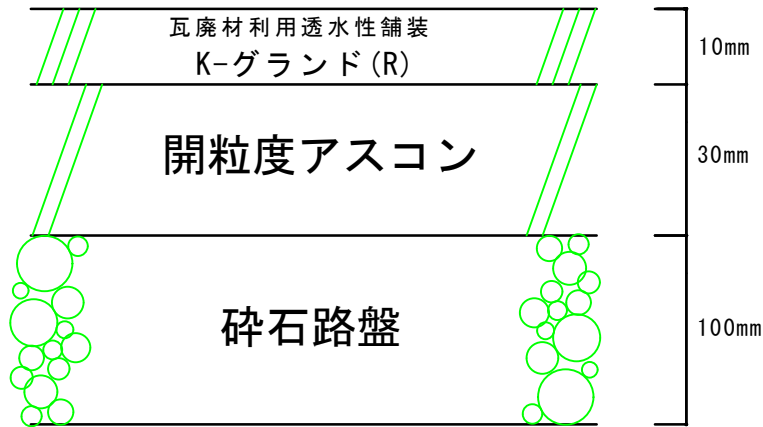 瓦廃材利用透水性舗装
K-グランド(R)
10mm
開粒度アスコン
30mm
砕石路盤
100mm